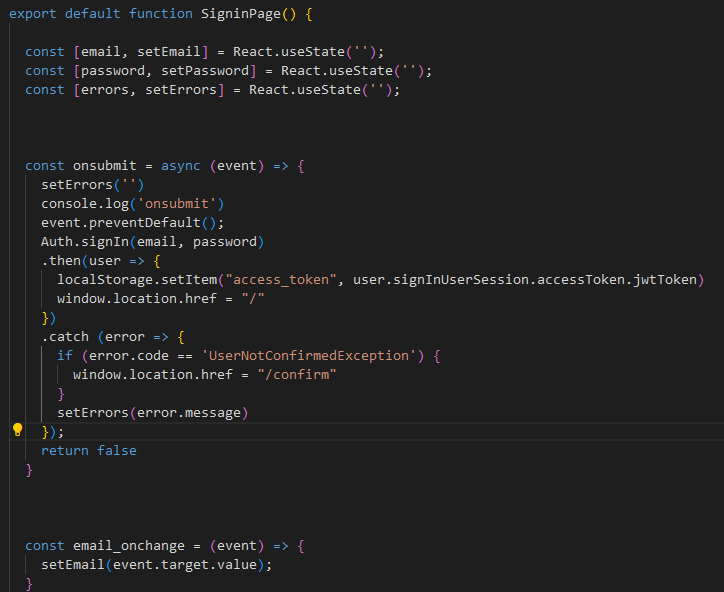 export default function SigninPage() {
const [email, setEmail] = React.useState('');
const [password, setPassword] = React.useState('');
const [errors, setErrors] = React.useState('');
const onsubmit = async (event) => {
setErrors('')
console.log('onsubmit')
event.preventDefault();
Auth.signIn(email, password)
.then(user => {
localStorage.setItem("access_token", user.signInUserSession.accessToken.jwtToken)
window.location.href = "/"
})
.catch (error => {
if (error.code == 'UserNotConfirmedException') {
window.location.href = "/confirm"
}
setErrors(error.message)
});
return false
}
const email_onchange = (event) => {
setEmail(event.target.value);
}